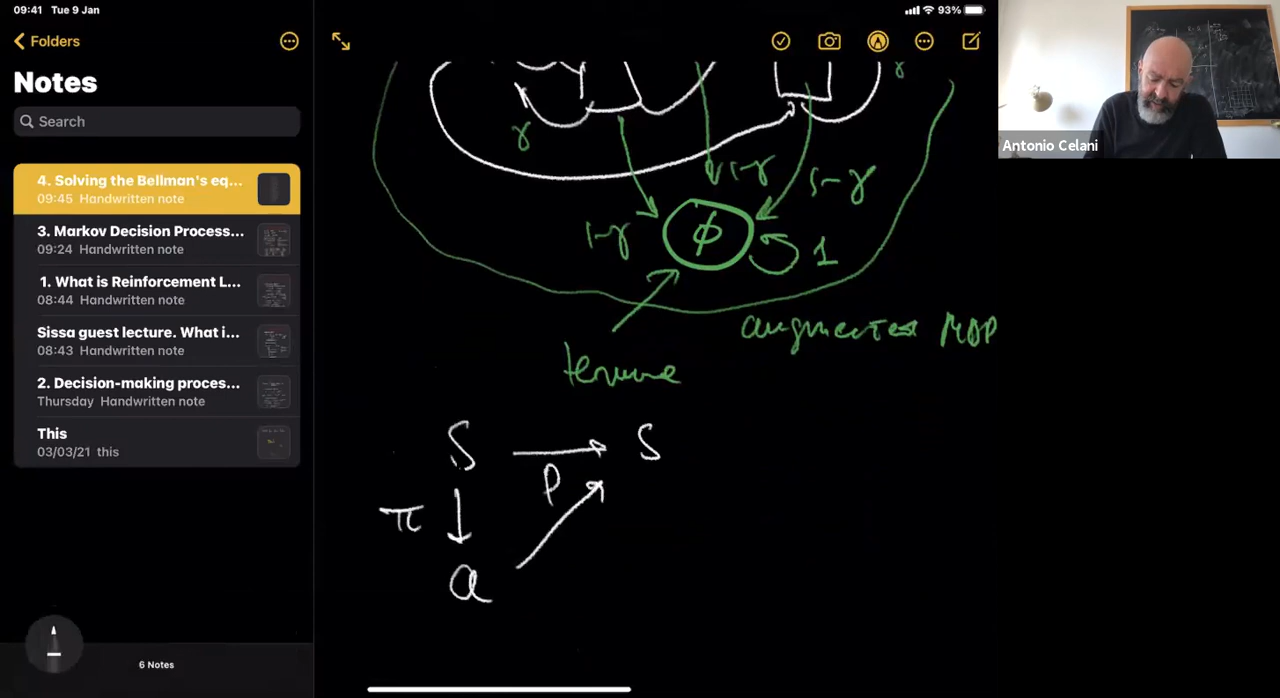 09:41 Tue 9 Jan
93%
Folders
Notes
Search
4. Solving the Bellman's eq...
09:45 Handwritten note
3. Markov Decision Process...
09:24 Handwritten note
1. What is Reinforcement L...
08:44 Handwritten note
Sissa guest lecture. What i...
08:43 Handwritten note
2. Decision-making proces...
Thursday Handwritten note
This
03/03/21 this
6 Notes
Antonio Celani
γ
γ
1-γ
1-γ
1-γ
ϕ
1
augmented MDP
S
S
p
π
a